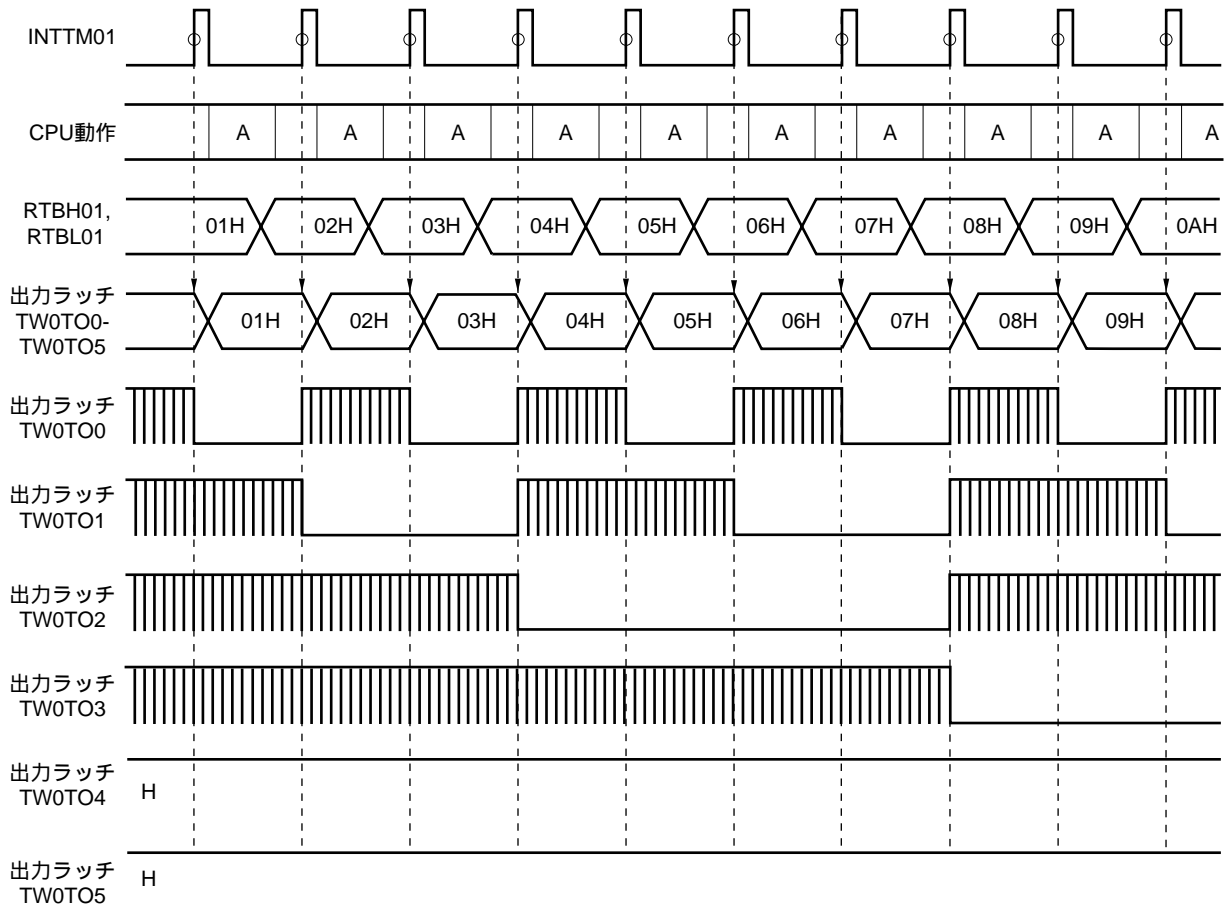 INTTM01
CPU動作
A A A A A A A A A A
RTBH01,
RTBL01
01H 02H 03H 04H 05H 06H 07H 08H 09H 0AH
出力ラッチ
TW0TO0-
TW0TO5
01H 02H 03H 04H 05H 06H 07H 08H 09H
出力ラッチ
TW0TO0
出力ラッチ
TW0TO1
出力ラッチ
TW0TO2
出力ラッチ
TW0TO3
出力ラッチ
TW0TO4
H
出力ラッチ
TW0TO5
H